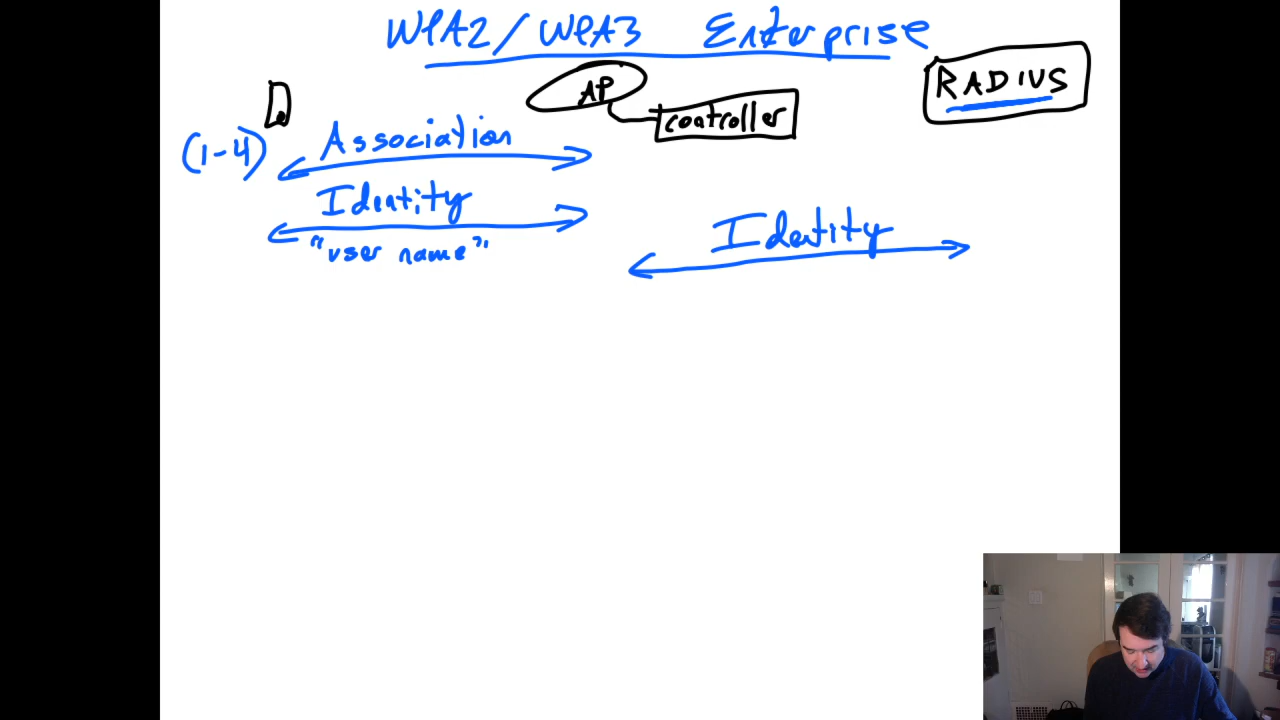 WPA2/WPA3 Enterprise
AP
controller
RADIUS
(1-4)
Association
Identity
"user name"
Identity